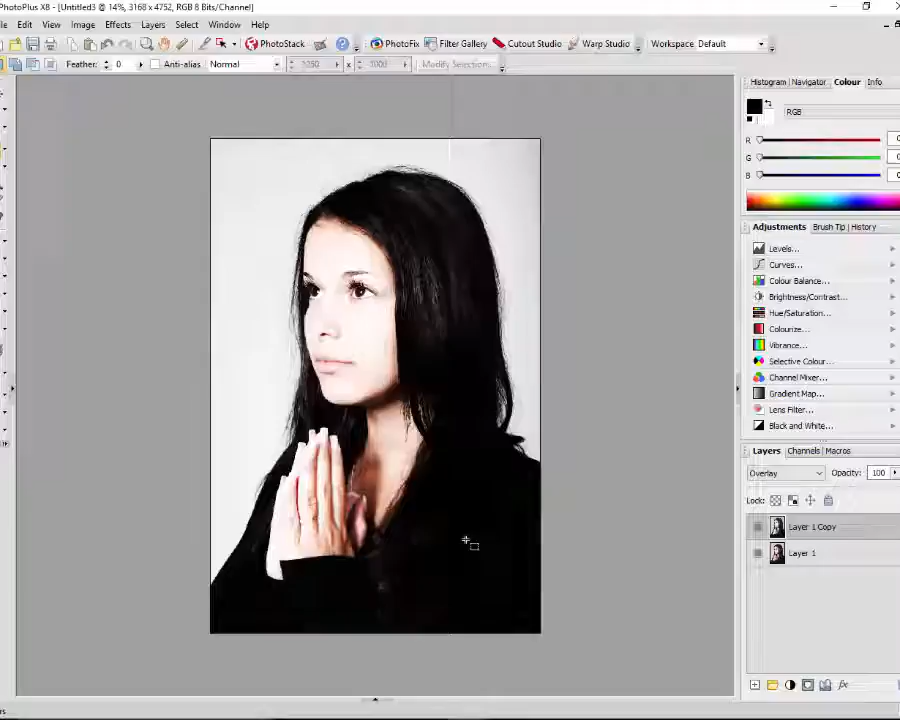 PhotoPlus X8 - [Untitled3 @ 14%, 3168 x 4752, RGB 8 Bits/Channel]
Edit View Image Effects Layers Select Window Help
PhotoStack PhotoFix Filter Gallery Cutout Studio Warp Studio Workspace Default
Feather: 0 Anti-alias Normal Modify Selection...
Histogram Navigator Colour Info
RGB
R
G
B
Adjustments Brush Tip History
Levels...
Curves...
Colour Balance...
Brightness/Contrast...
Hue/Saturation...
Colourize...
Vibrance...
Selective Colour...
Channel Mixer...
Gradient Map...
Lens Filter...
Black and White...
Layers Channels Macros
Overlay Opacity: 100
Lock:
Layer 1 Copy
Layer 1
fx